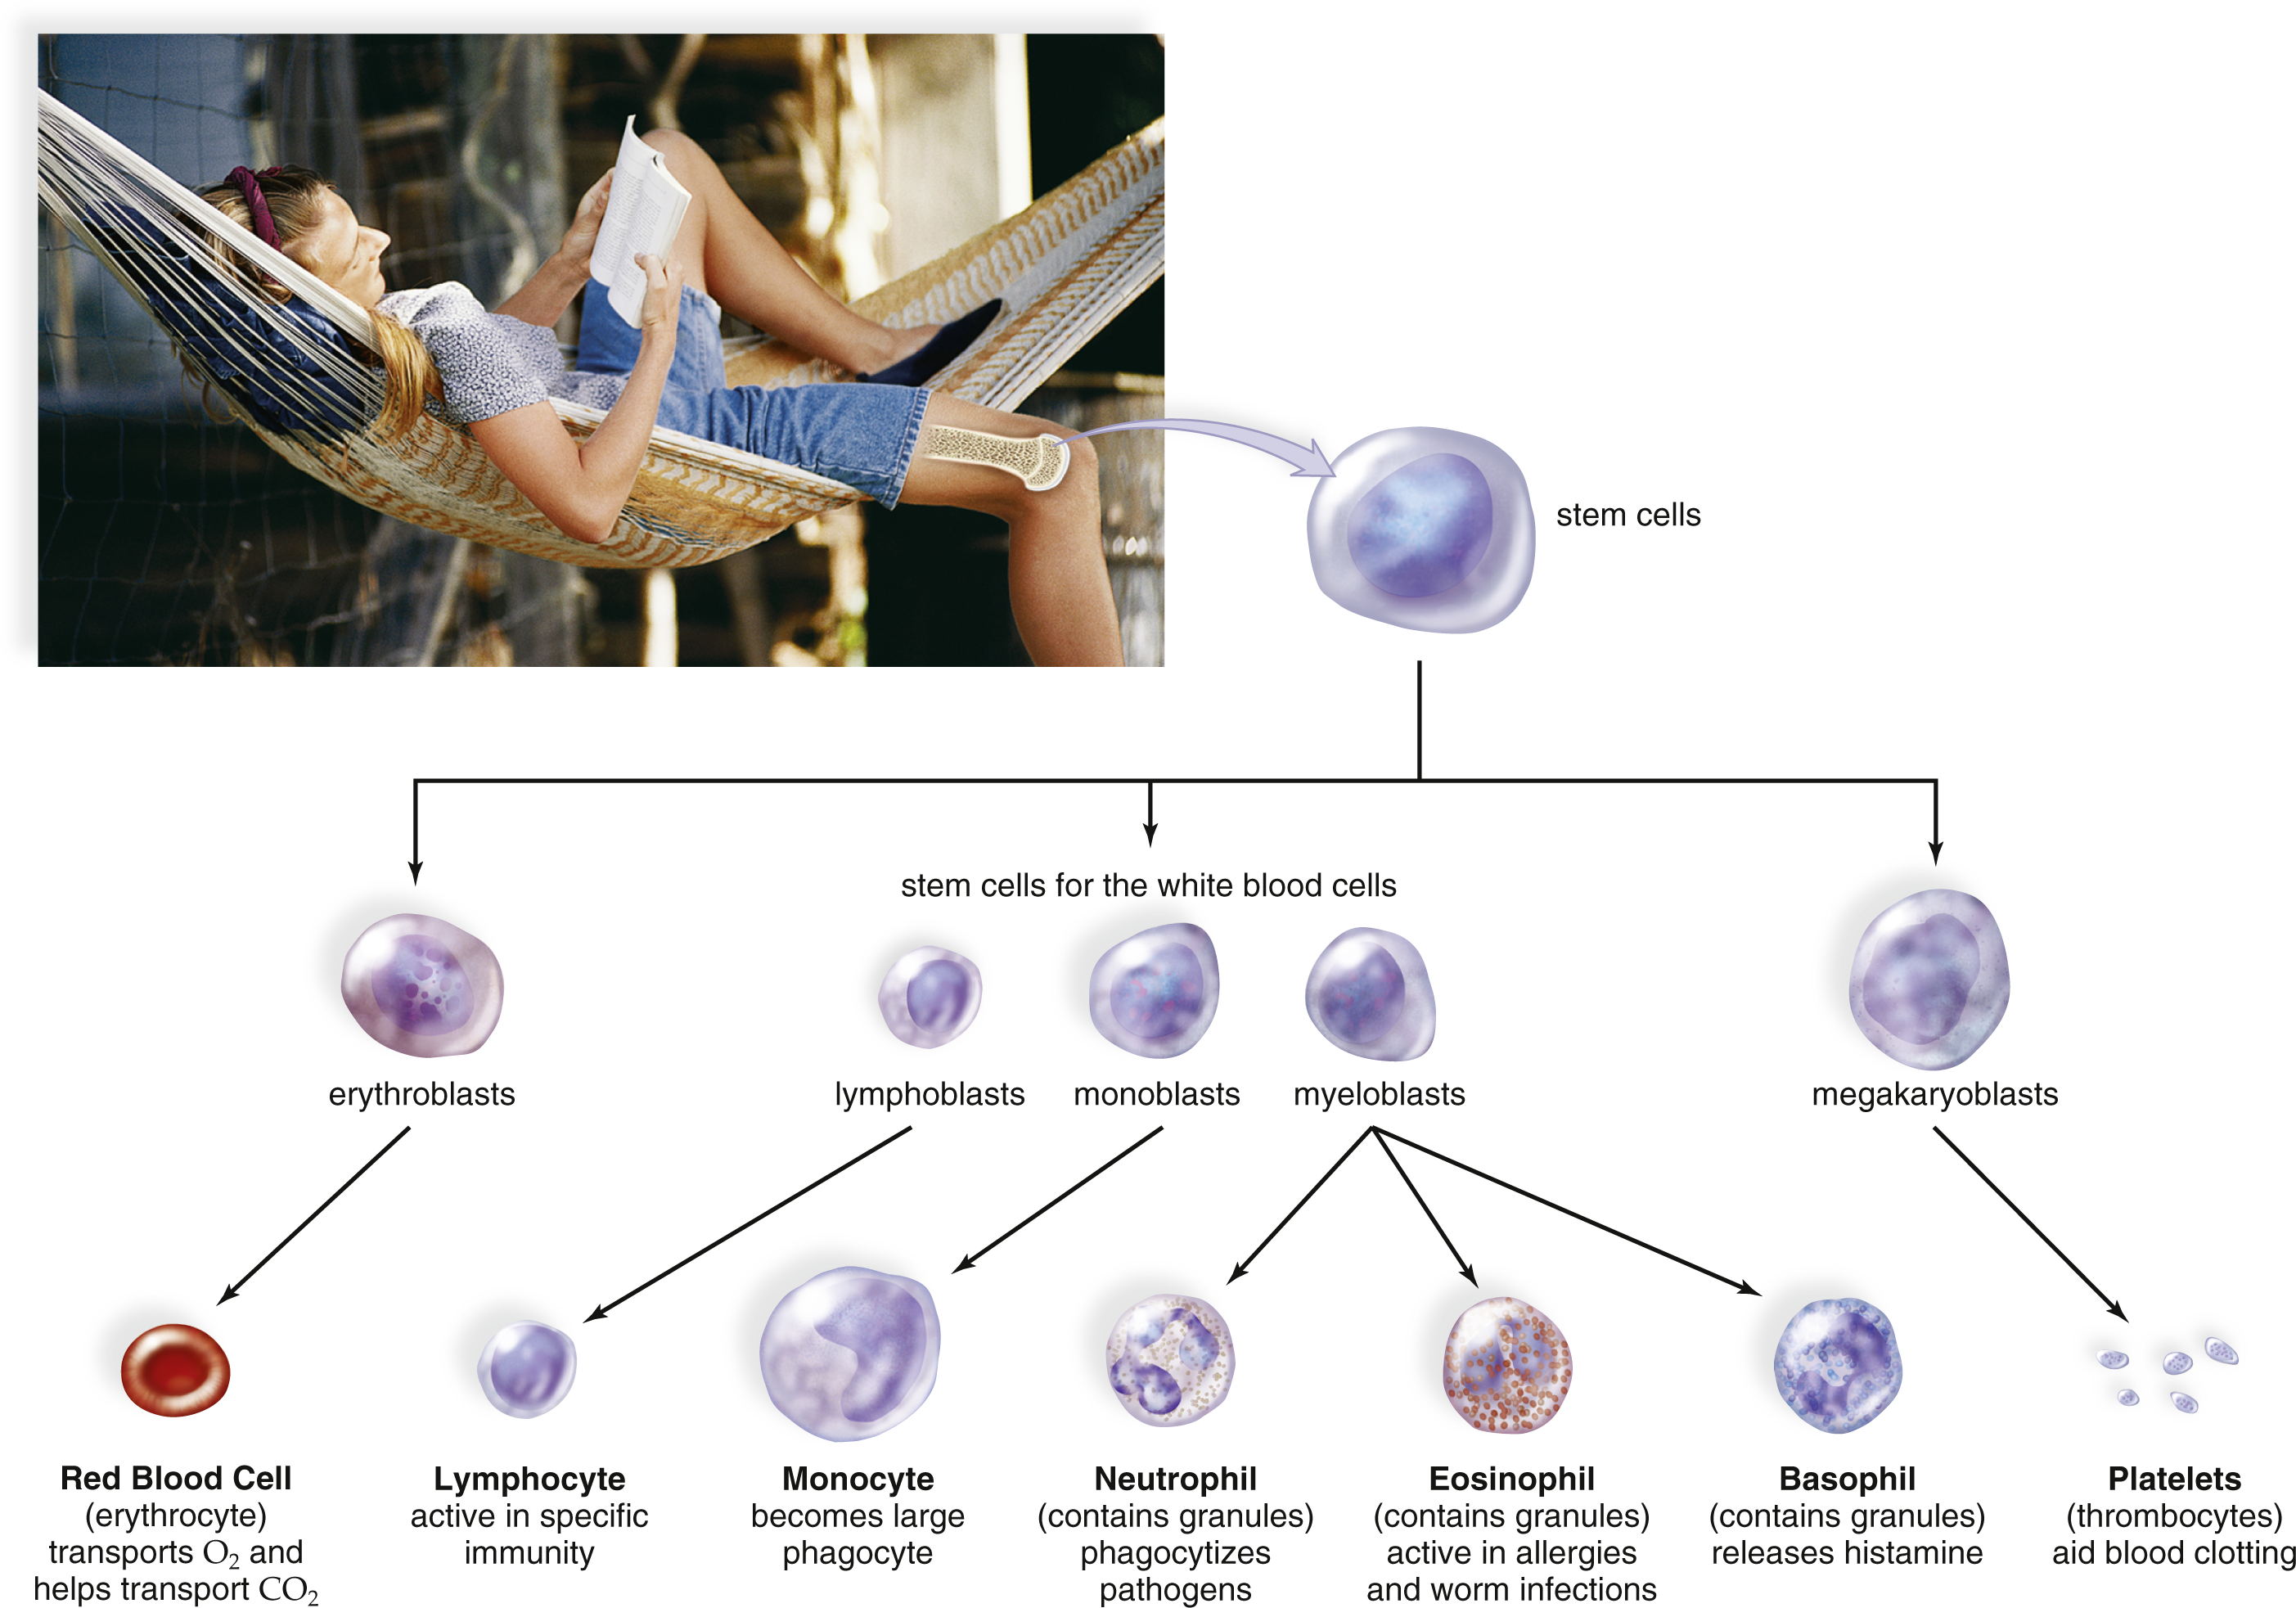 stem cells
stem cells for the white blood cells
erythroblasts
lymphoblasts
monoblasts
myeloblasts
megakaryoblasts
Red Blood Cell
(erythrocyte)
transports O₂ and
helps transport CO₂
Lymphocyte
active in specific
immunity
Monocyte
becomes large
phagocyte
Neutrophil
(contains granules)
phagocytizes
pathogens
Eosinophil
(contains granules)
active in allergies
and worm infections
Basophil
(contains granules)
releases histamine
Platelets
(thrombocytes)
aid blood clotting